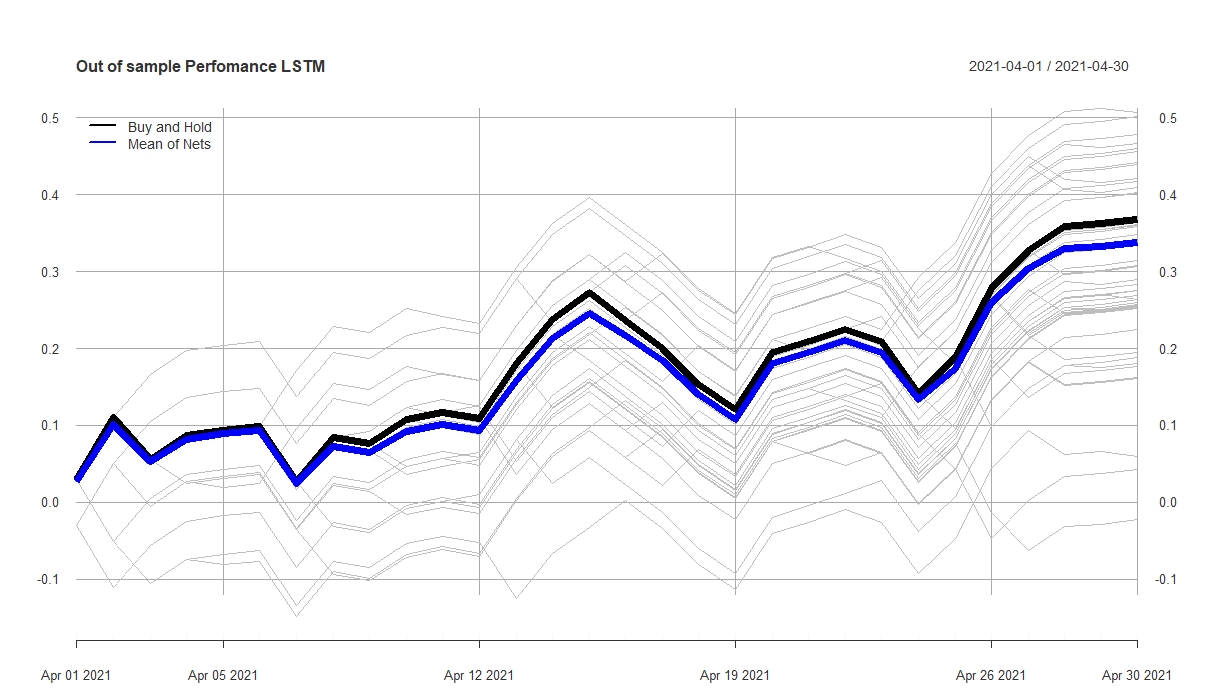 Out of sample Perfomance LSTM 2021-04-01 / 2021-04-30
Buy and Hold
Mean of Nets
0.5 0.5
0.4 0.4
0.3 0.3
0.2 0.2
0.1 0.1
0.0 0.0
-0.1 -0.1
Apr 01 2021 Apr 05 2021 Apr 12 2021 Apr 19 2021 Apr 26 2021 Apr 30 2021